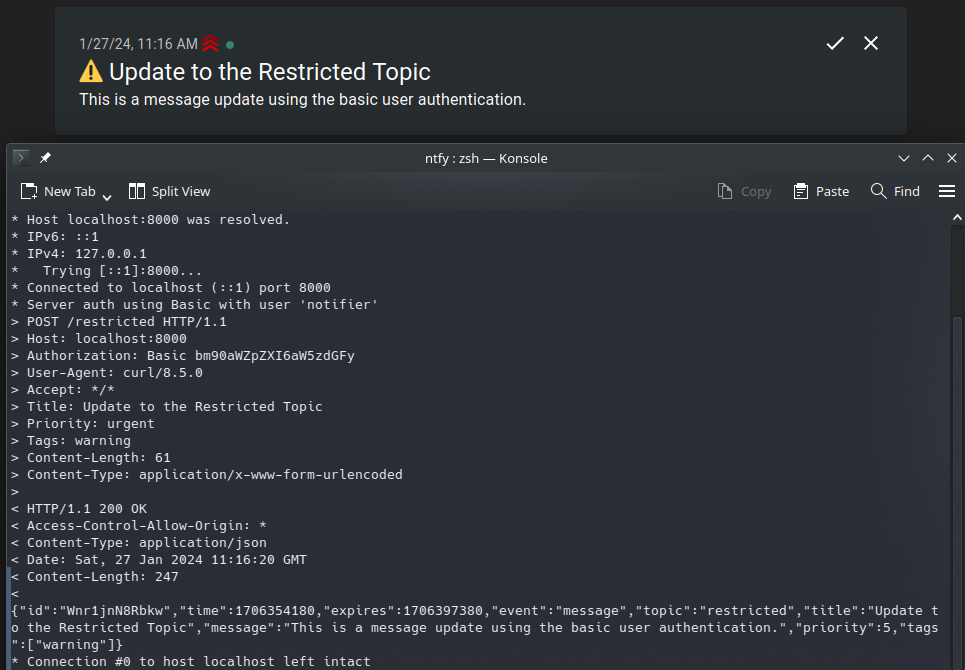 1/27/24, 11:16 AM
Update to the Restricted Topic
This is a message update using the basic user authentication.
ntfy : zsh — Konsole
New Tab Split View Copy Paste Find
* Host localhost:8000 was resolved.
* IPv6: ::1
* IPv4: 127.0.0.1
*   Trying [::1]:8000...
* Connected to localhost (::1) port 8000
* Server auth using Basic with user 'notifier'
> POST /restricted HTTP/1.1
> Host: localhost:8000
> Authorization: Basic bm90aWZpZXI6aW5zdGFy
> User-Agent: curl/8.5.0
> Accept: */*
> Title: Update to the Restricted Topic
> Priority: urgent
> Tags: warning
> Content-Length: 61
> Content-Type: application/x-www-form-urlencoded
>
< HTTP/1.1 200 OK
< Access-Control-Allow-Origin: *
< Content-Type: application/json
< Date: Sat, 27 Jan 2024 11:16:20 GMT
< Content-Length: 247
<
{"id":"Wnr1jnN8Rbkw","time":1706354180,"expires":1706397380,"event":"message","topic":"restricted","title":"Update t
o the Restricted Topic","message":"This is a message update using the basic user authentication.","priority":5,"tags
":["warning"]}
* Connection #0 to host localhost left intact